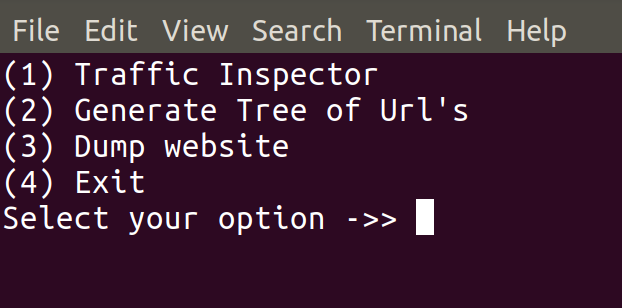 File Edit View Search Terminal Help
(1) Traffic Inspector
(2) Generate Tree of Url's
(3) Dump website
(4) Exit
Select your option ->>